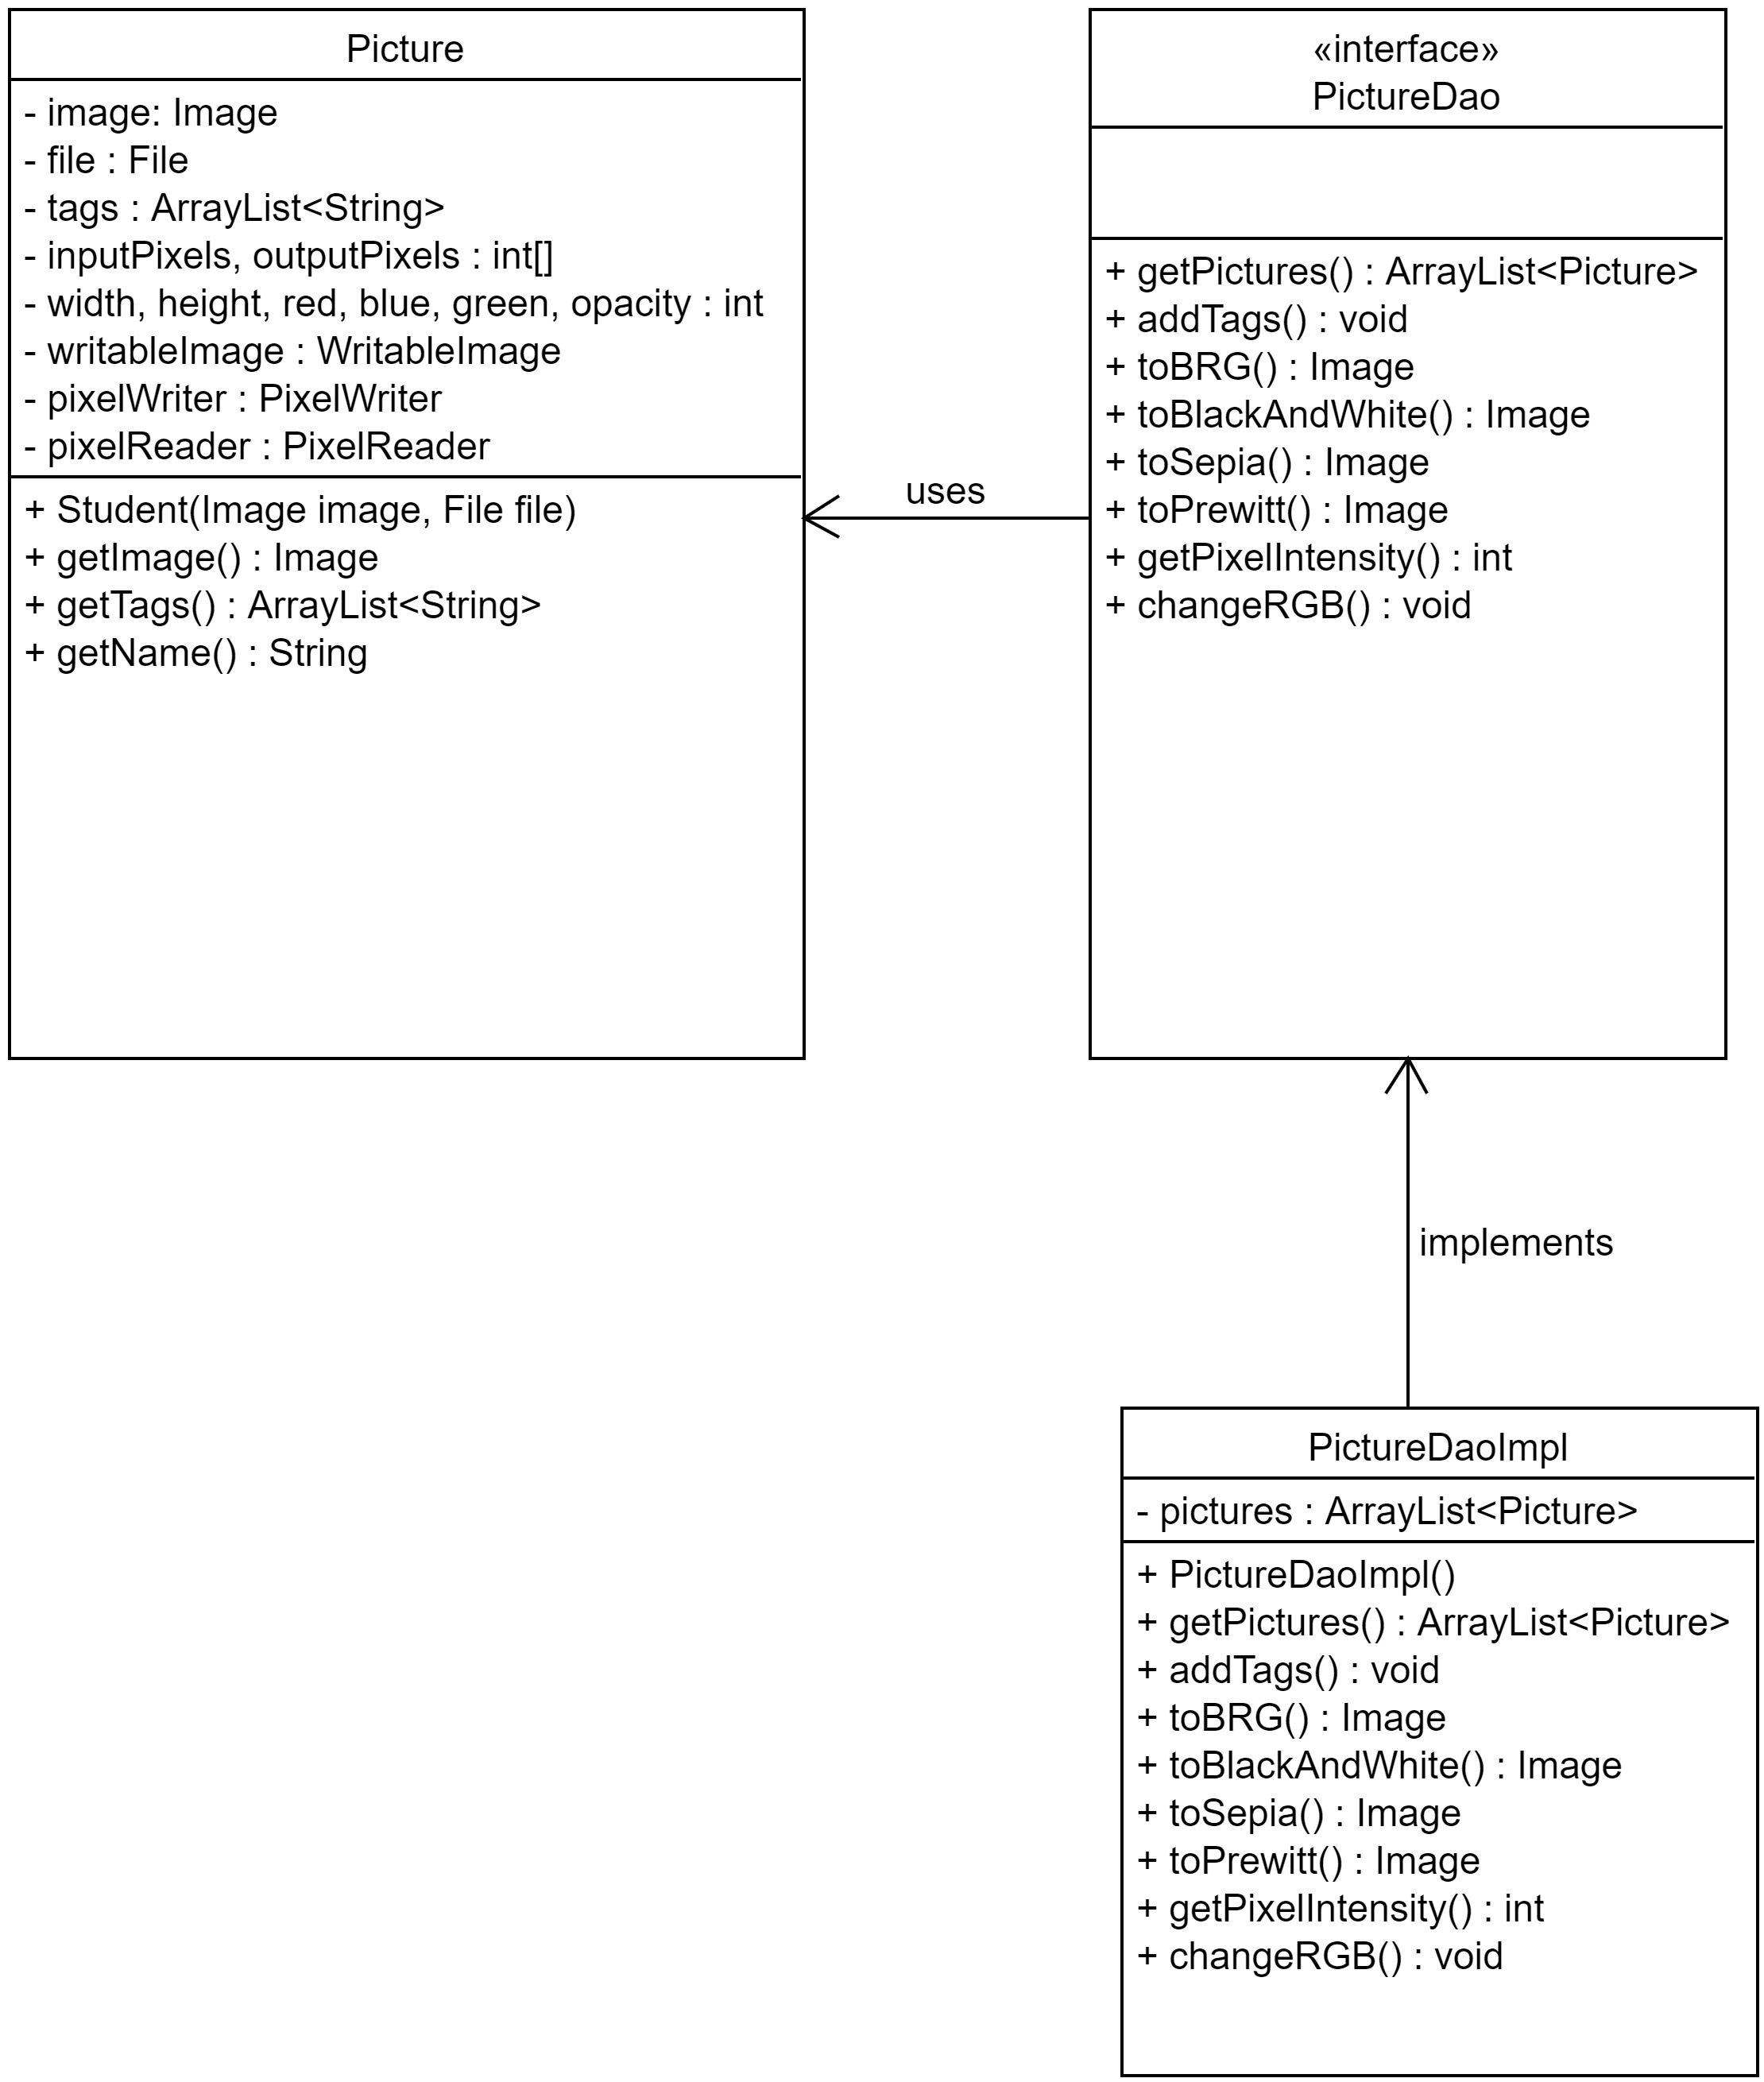 Picture
- image: Image
- file : File
- tags : ArrayList<String>
- inputPixels, outputPixels : int[]
- width, height, red, blue, green, opacity : int
- writableImage : WritableImage
- pixelWriter : PixelWriter
- pixelReader : PixelReader
+ Student(Image image, File file)
+ getImage() : Image
+ getTags() : ArrayList<String>
+ getName() : String
uses
«interface»
PictureDao
+ getPictures() : ArrayList<Picture>
+ addTags() : void
+ toBRG() : Image
+ toBlackAndWhite() : Image
+ toSepia() : Image
+ toPrewitt() : Image
+ getPixelIntensity() : int
+ changeRGB() : void
implements
PictureDaoImpl
- pictures : ArrayList<Picture>
+ PictureDaoImpl()
+ getPictures() : ArrayList<Picture>
+ addTags() : void
+ toBRG() : Image
+ toBlackAndWhite() : Image
+ toSepia() : Image
+ toPrewitt() : Image
+ getPixelIntensity() : int
+ changeRGB() : void